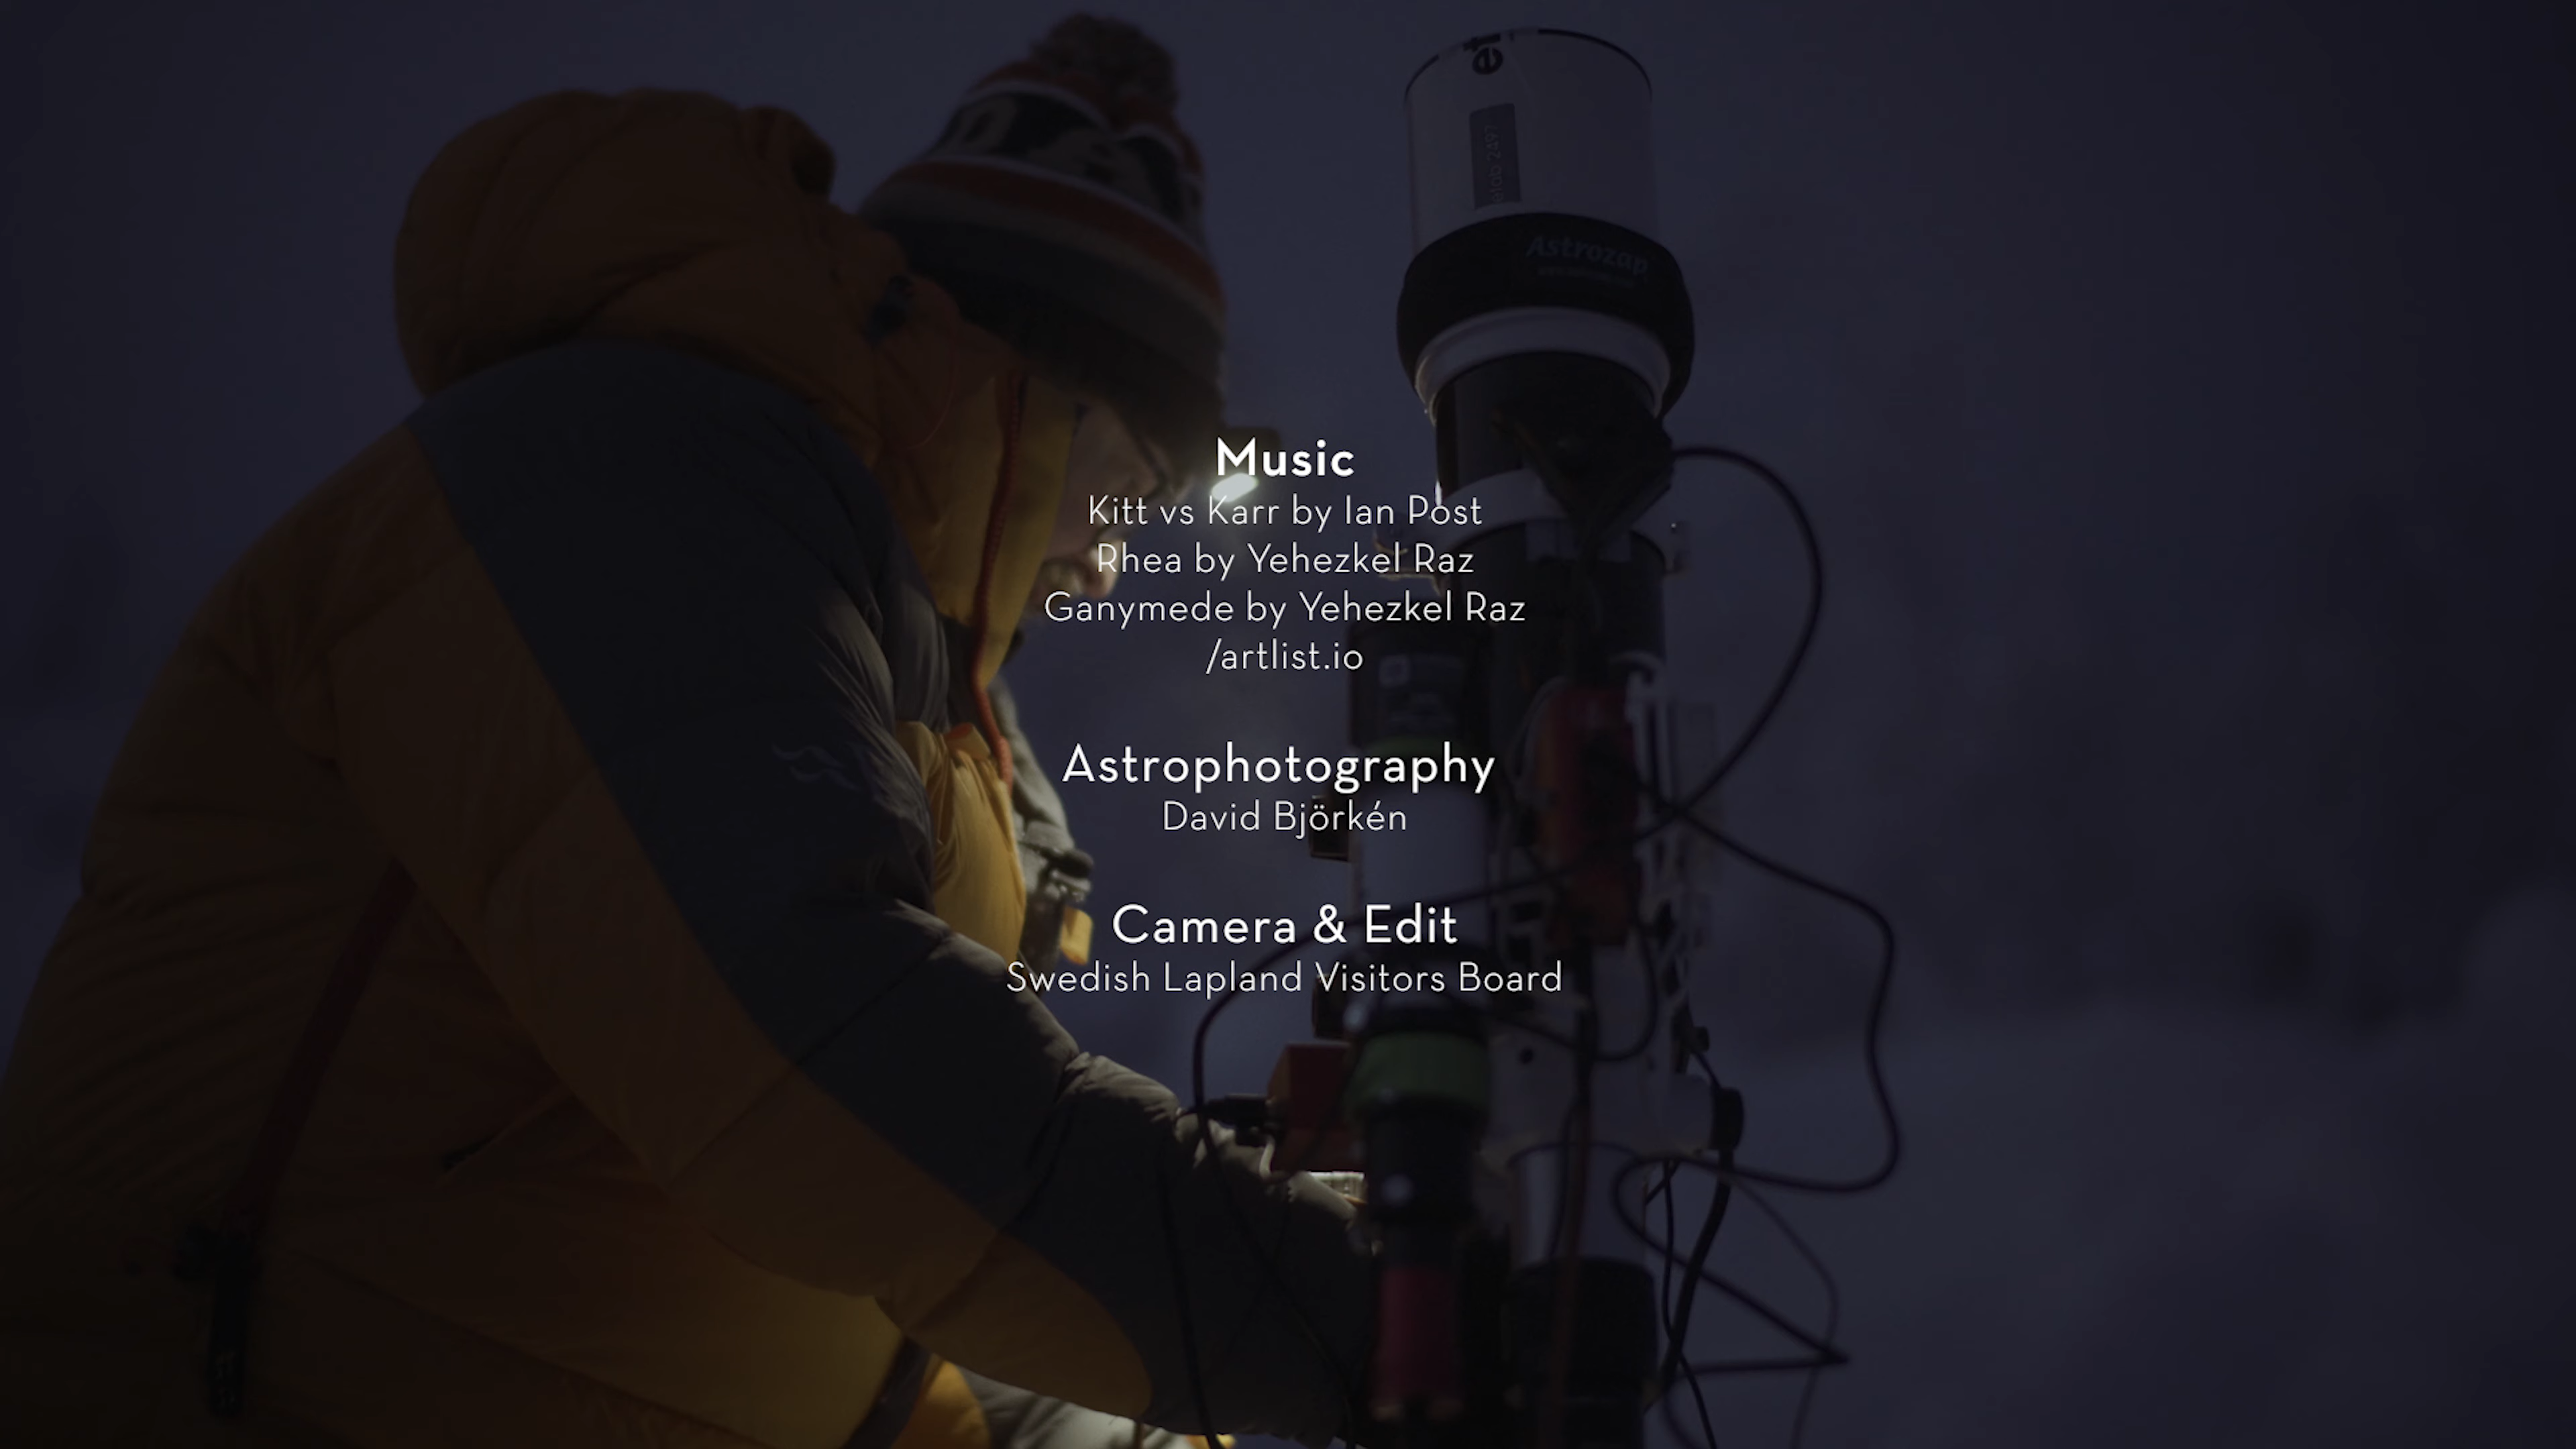 Music
Kitt vs Karr by Ian Post
Rhea by Yehezkel Raz
Ganymede by Yehezkel Raz
/artlist.io
Astrophotography
David Björkén
Camera & Edit
Swedish Lapland Visitors Board
Astrozap